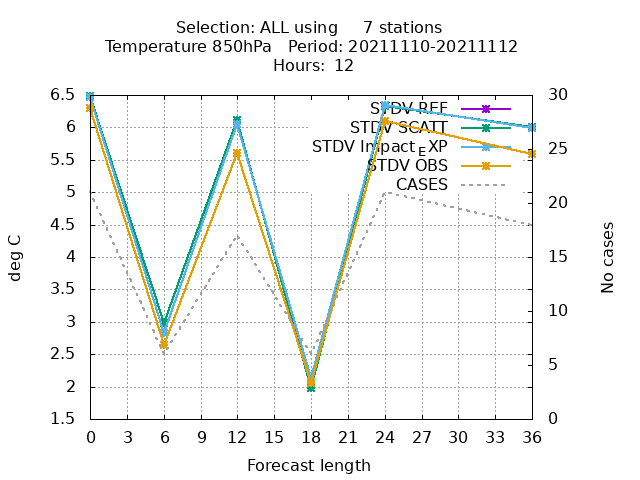 Selection: ALL using 7 stations
Temperature 850hPa Period: 20211110-20211112
Hours: 12
6.5
6
5.5
5
4.5
4
3.5
3
2.5
2
1.5
deg C
STDV REF
STDV SCATT
STDV Impact_EXP
STDV OBS
CASES
30
25
20
15
10
5
0
No cases
0 3 6 9 12 15 18 21 24 27 30 33 36
Forecast length